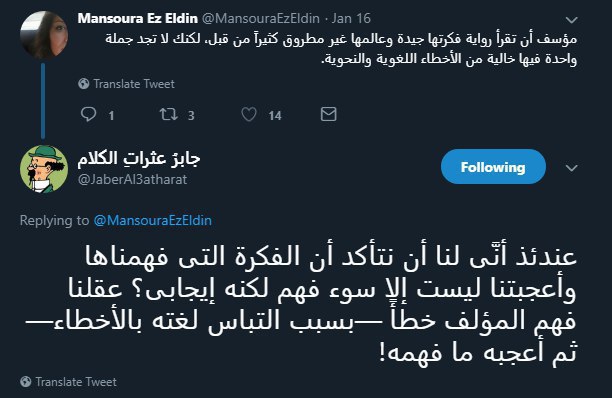 Mansoura Ez Eldin @MansouraEzEldin · Jan 16
مؤسف أن تقرأ رواية فكرتها جيدة وعالمها غير مطروق كثيراً من قبل، لكنك لا تجد جملة
واحدة فيها خالية من الأخطاء اللغوية والنحوية.
Translate Tweet
1 3 14
جابرُ عثراتِ الكلام
@JaberAl3atharat
Following
Replying to @MansouraEzEldin
عندئذ أنَّى لنا أن نتأكد أن الفكرة التى فهمناها
وأعجبتنا ليست إلا سوء فهم لكنه إيجابى؟ عقلنا
فهم المؤلف خطأً —بسبب التباس لغته بالأخطاء—
ثم أعجبه ما فهمه!
Translate Tweet